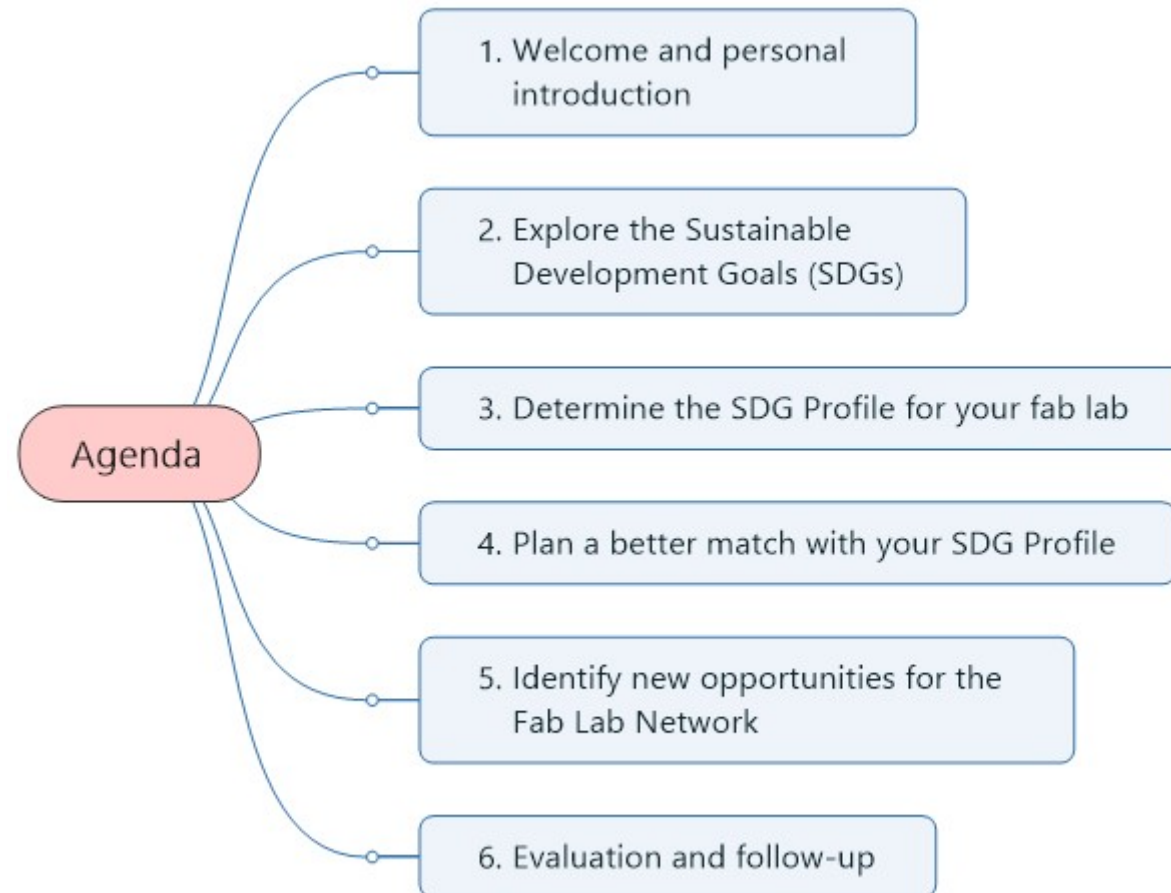 1. Welcome and personal
introduction
2. Explore the Sustainable
Development Goals (SDGs)
3. Determine the SDG Profile for your fab lab
Agenda
4. Plan a better match with your SDG Profile
5. Identify new opportunities for the
Fab Lab Network
6. Evaluation and follow-up